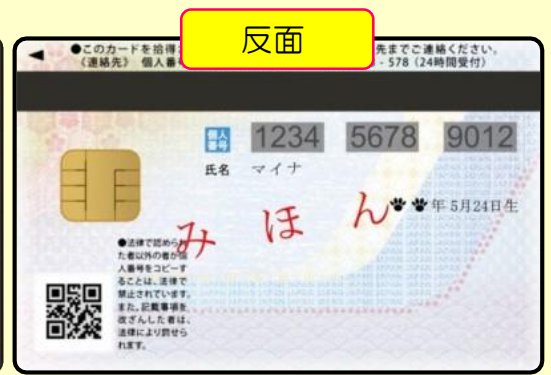 反面
●このカードを拾得
先までご連絡ください。
(連絡先) 個人番
- 578 (24時間受付)
個人
番号
1234 5678 9012
氏名 マイナ
年 5月24日生
みほん
●法律で認められ
た者以外の者が個
人番号をコピーす
ることは、法律で
禁止されています。
また、記載事項を
改ざんした者は、
法律により罰せら
れます。